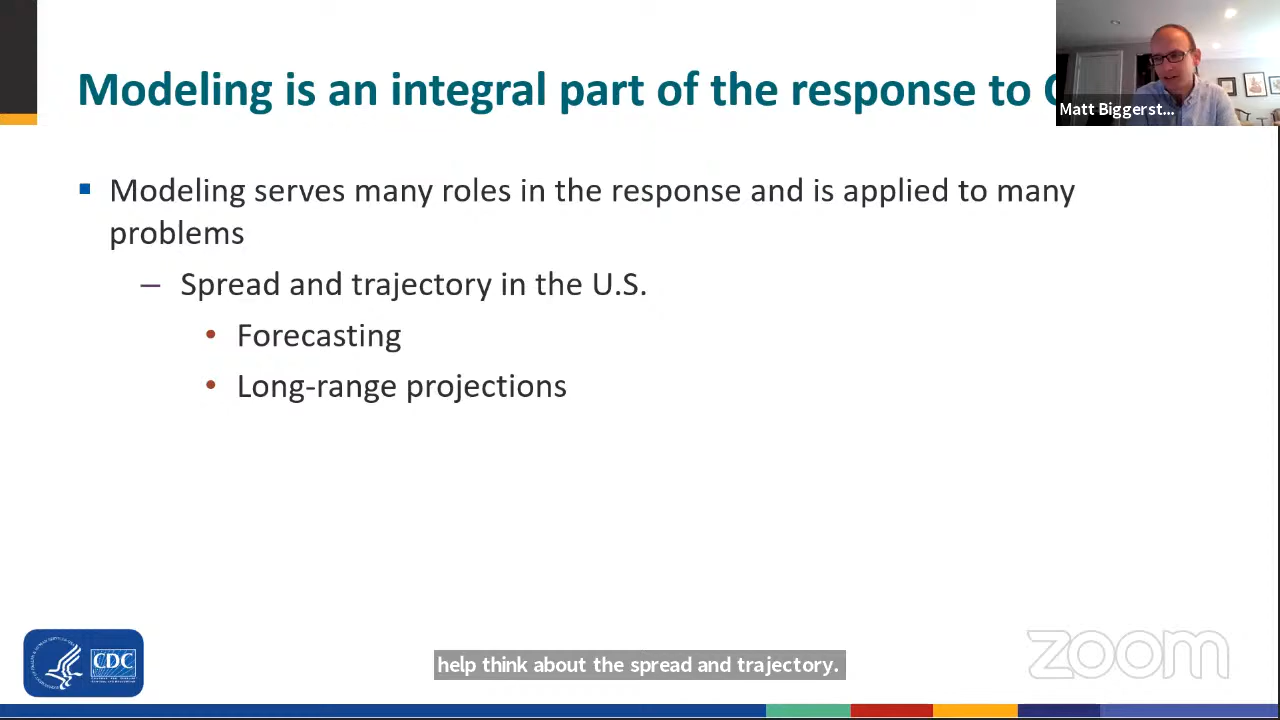 Modeling is an integral part of the response to C
Matt Biggerst...
Modeling serves many roles in the response and is applied to many
problems
– Spread and trajectory in the U.S.
• Forecasting
• Long-range projections
CDC
help think about the spread and trajectory.
zoom